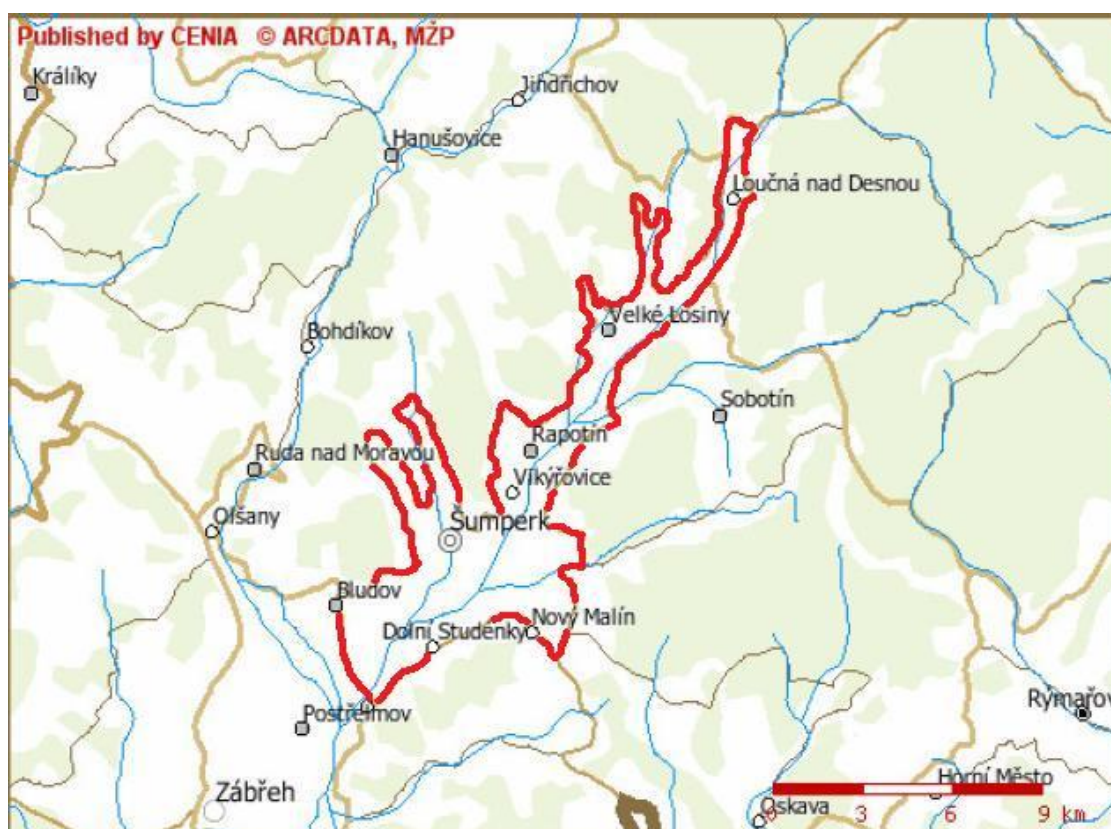 Published by CENIA © ARCDATA, MŽP
Králíky
Jindřichov
Hanušovice
Loučná nad Desnou
Bohdíkov
Velké Losiny
Sobotín
Rapotín
Ruda nad Moravou
Vikýřovice
Olšany
Šumperk
Bludov
Nový Malín
Dolní Studénky
Postřelmov
Rýmařov
Zábřeh
Horní Město
Oskava
0 3 6 9 km